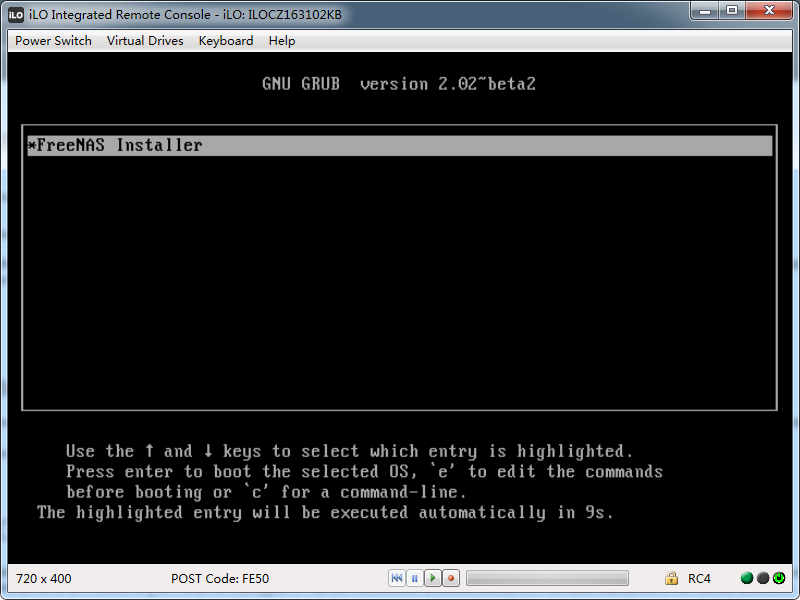 iLO iLO Integrated Remote Console - iLO: ILOCZ163102KB
Power Switch Virtual Drives Keyboard Help
GNU GRUB version 2.02~beta2
*FreeNAS Installer
Use the ↑ and ↓ keys to select which entry is highlighted.
Press enter to boot the selected OS, `e' to edit the commands
before booting or `c' for a command-line.
The highlighted entry will be executed automatically in 9s.
720 x 400 POST Code: FE50 RC4